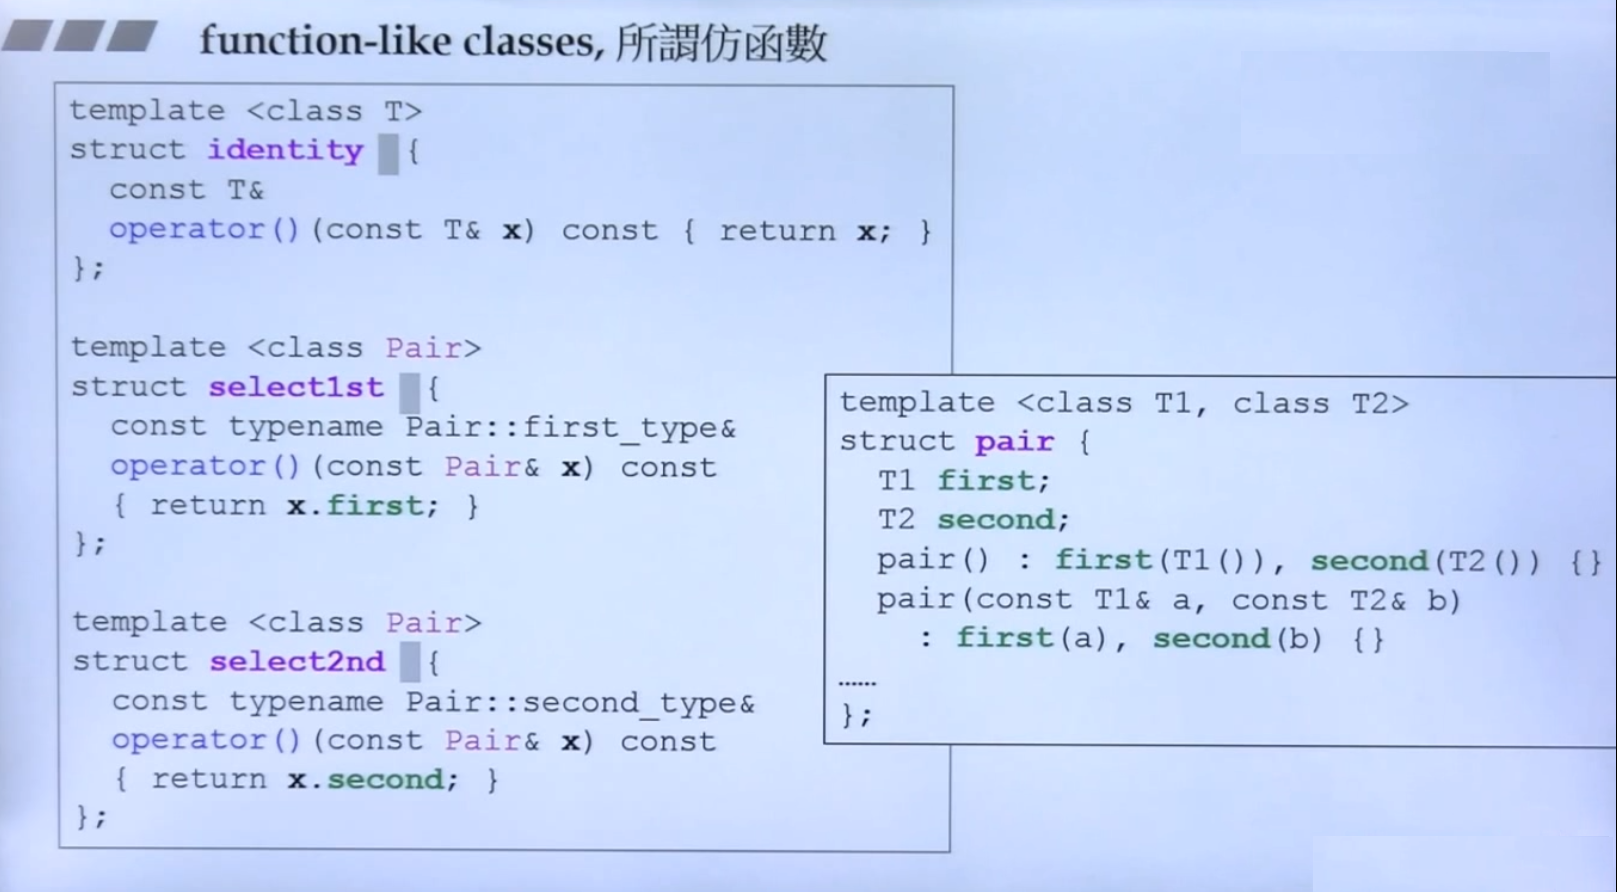 function-like classes, 所謂仿函數
template <class T>
struct identity {
const T&
operator()(const T& x) const { return x; }
};
template <class Pair>
struct select1st {
const typename Pair::first_type&
operator()(const Pair& x) const
{ return x.first; }
};
template <class Pair>
struct select2nd {
const typename Pair::second_type&
operator()(const Pair& x) const
{ return x.second; }
};
template <class T1, class T2>
struct pair {
T1 first;
T2 second;
pair() : first(T1()), second(T2()) {}
pair(const T1& a, const T2& b)
: first(a), second(b) {}
......
};